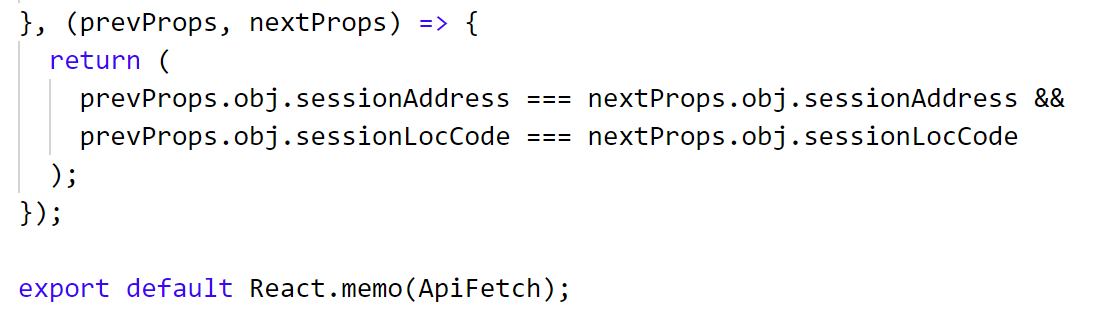 }, (prevProps, nextProps) => {
return (
prevProps.obj.sessionAddress === nextProps.obj.sessionAddress &&
prevProps.obj.sessionLocCode === nextProps.obj.sessionLocCode
);
});
export default React.memo(ApiFetch);